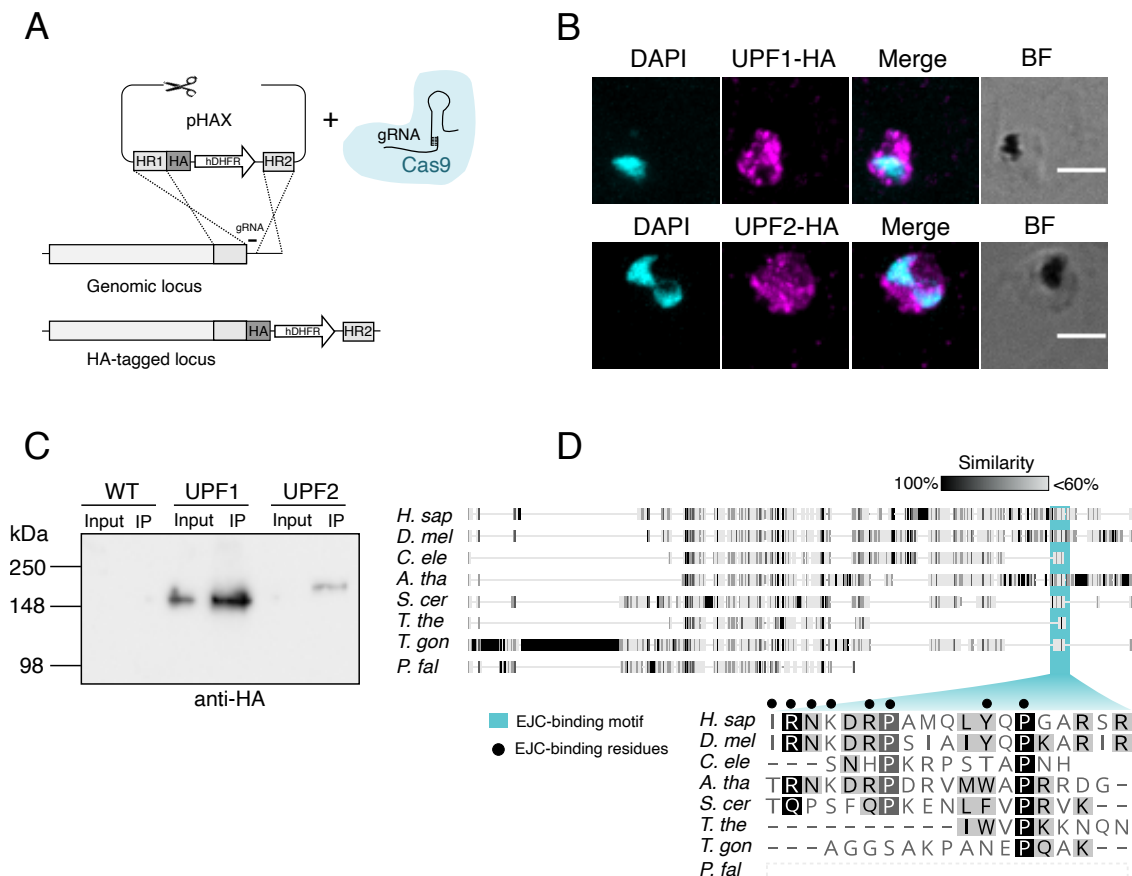 A
pHAX
+
gRNA
Cas9
HR1 HA hDHFR HR2
gRNA
Genomic locus
HA hDHFR HR2
HA-tagged locus
B
DAPI UPF1-HA Merge BF
DAPI UPF2-HA Merge BF
C
WT UPF1 UPF2
Input IP Input IP Input IP
kDa
250
148
98
anti-HA
D
Similarity
100% <60%
H. sap
D. mel
C. ele
A. tha
S. cer
T. the
T. gon
P. fal
EJC-binding motif
EJC-binding residues
H. sap I R N K D R P A M Q L Y Q P G A R S R
D. mel I R N K D R P S I A I Y Q P K A R I R
C. ele - - - S N H P K R P S T A P N H
A. tha T R N K D R P D R V M W A P R R D G -
S. cer T Q P S F Q P K E N L F V P R V K - -
T. the - - - - - - - - - - I W V P K K N Q N
T. gon - - - A G G S A K P A N E P Q A K - -
P. fal